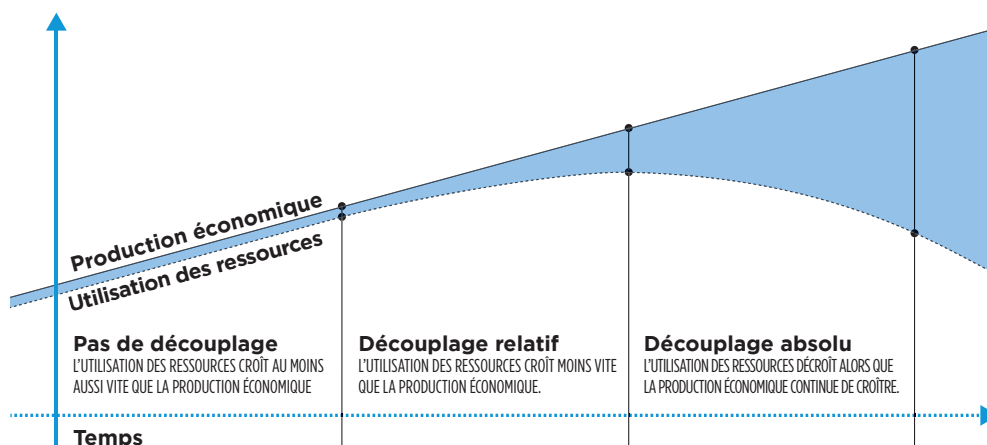 Production économique
Utilisation des ressources
Pas de découplage
L'UTILISATION DES RESSOURCES CROÎT AU MOINS
AUSSI VITE QUE LA PRODUCTION ÉCONOMIQUE
Découplage relatif
L'UTILISATION DES RESSOURCES CROÎT MOINS VITE
QUE LA PRODUCTION ÉCONOMIQUE.
Découplage absolu
L'UTILISATION DES RESSOURCES DÉCROÎT ALORS QUE
LA PRODUCTION ÉCONOMIQUE CONTINUE DE CROÎTRE.
Temps